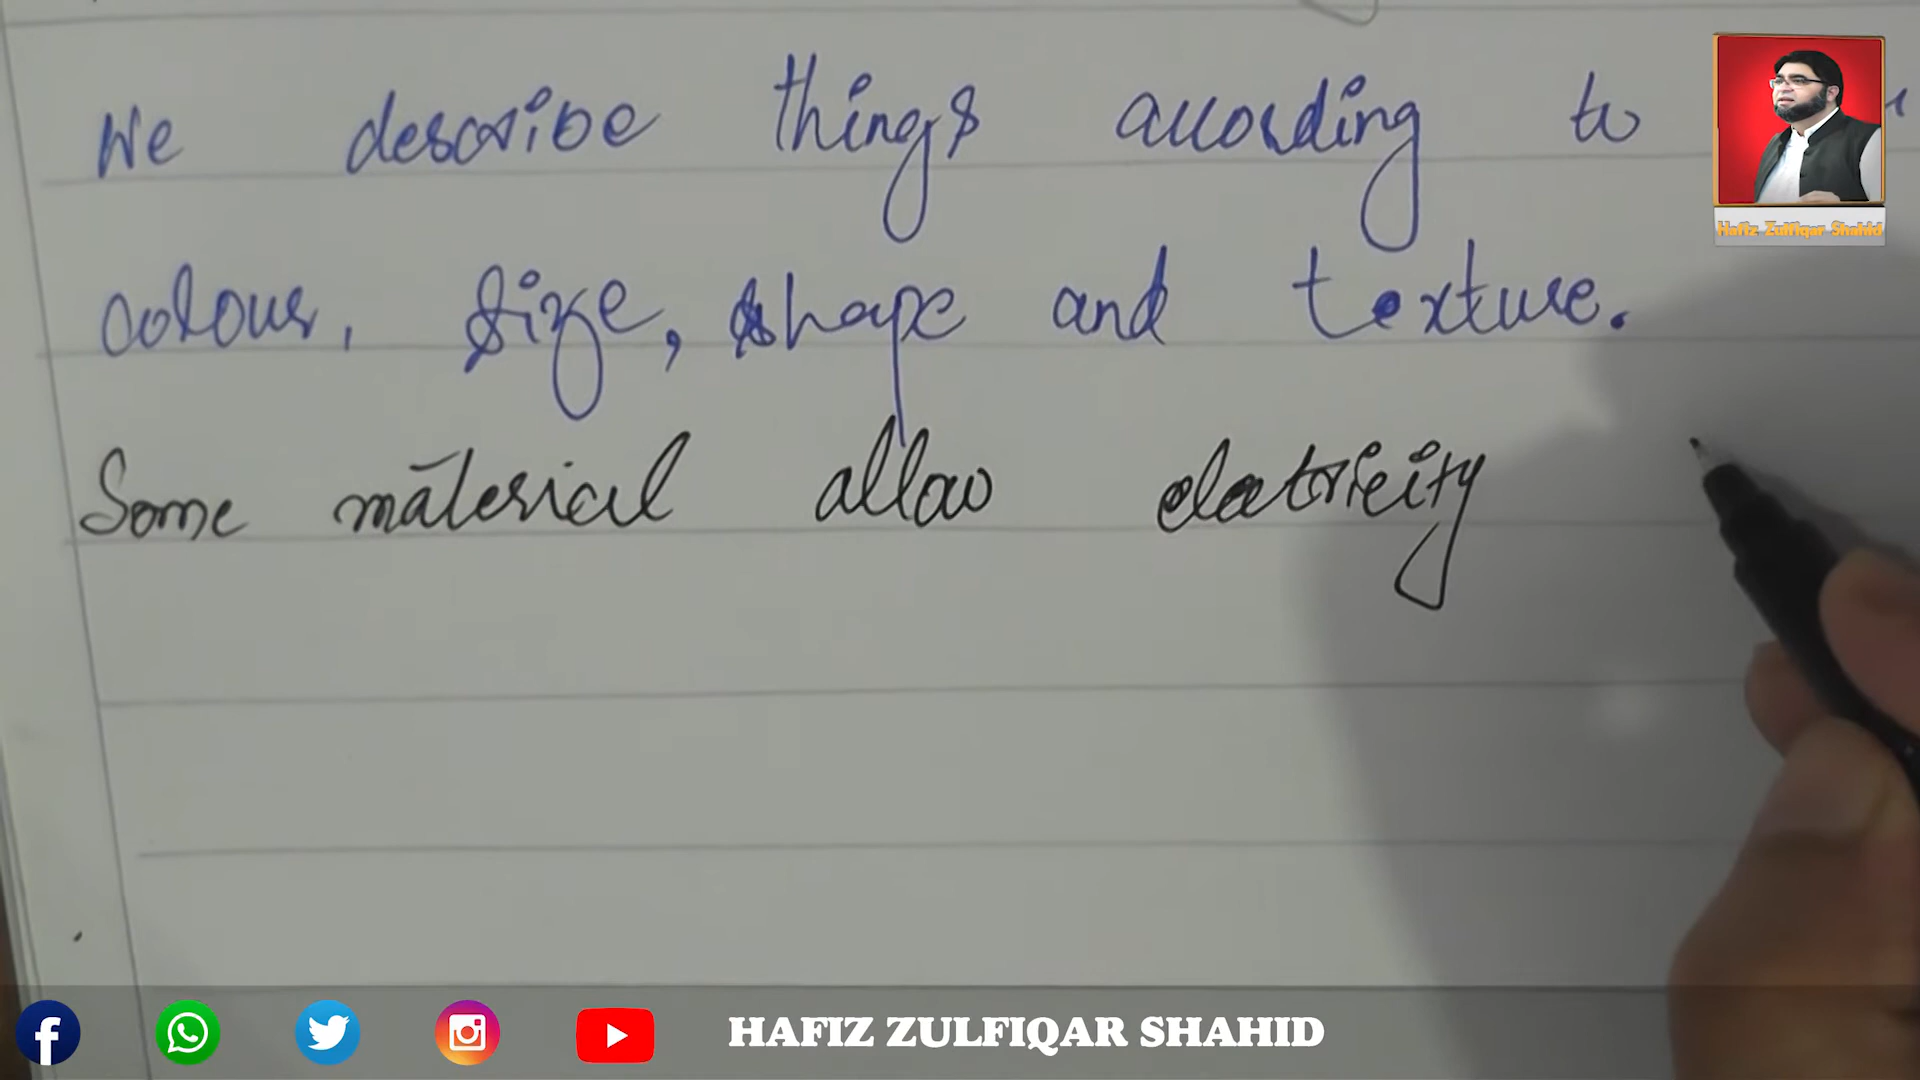 We describe things according to
colour, size, shape and texture.
Some material allow electricity
Hafiz Zulfiqar Shahid
HAFIZ ZULFIQAR SHAHID